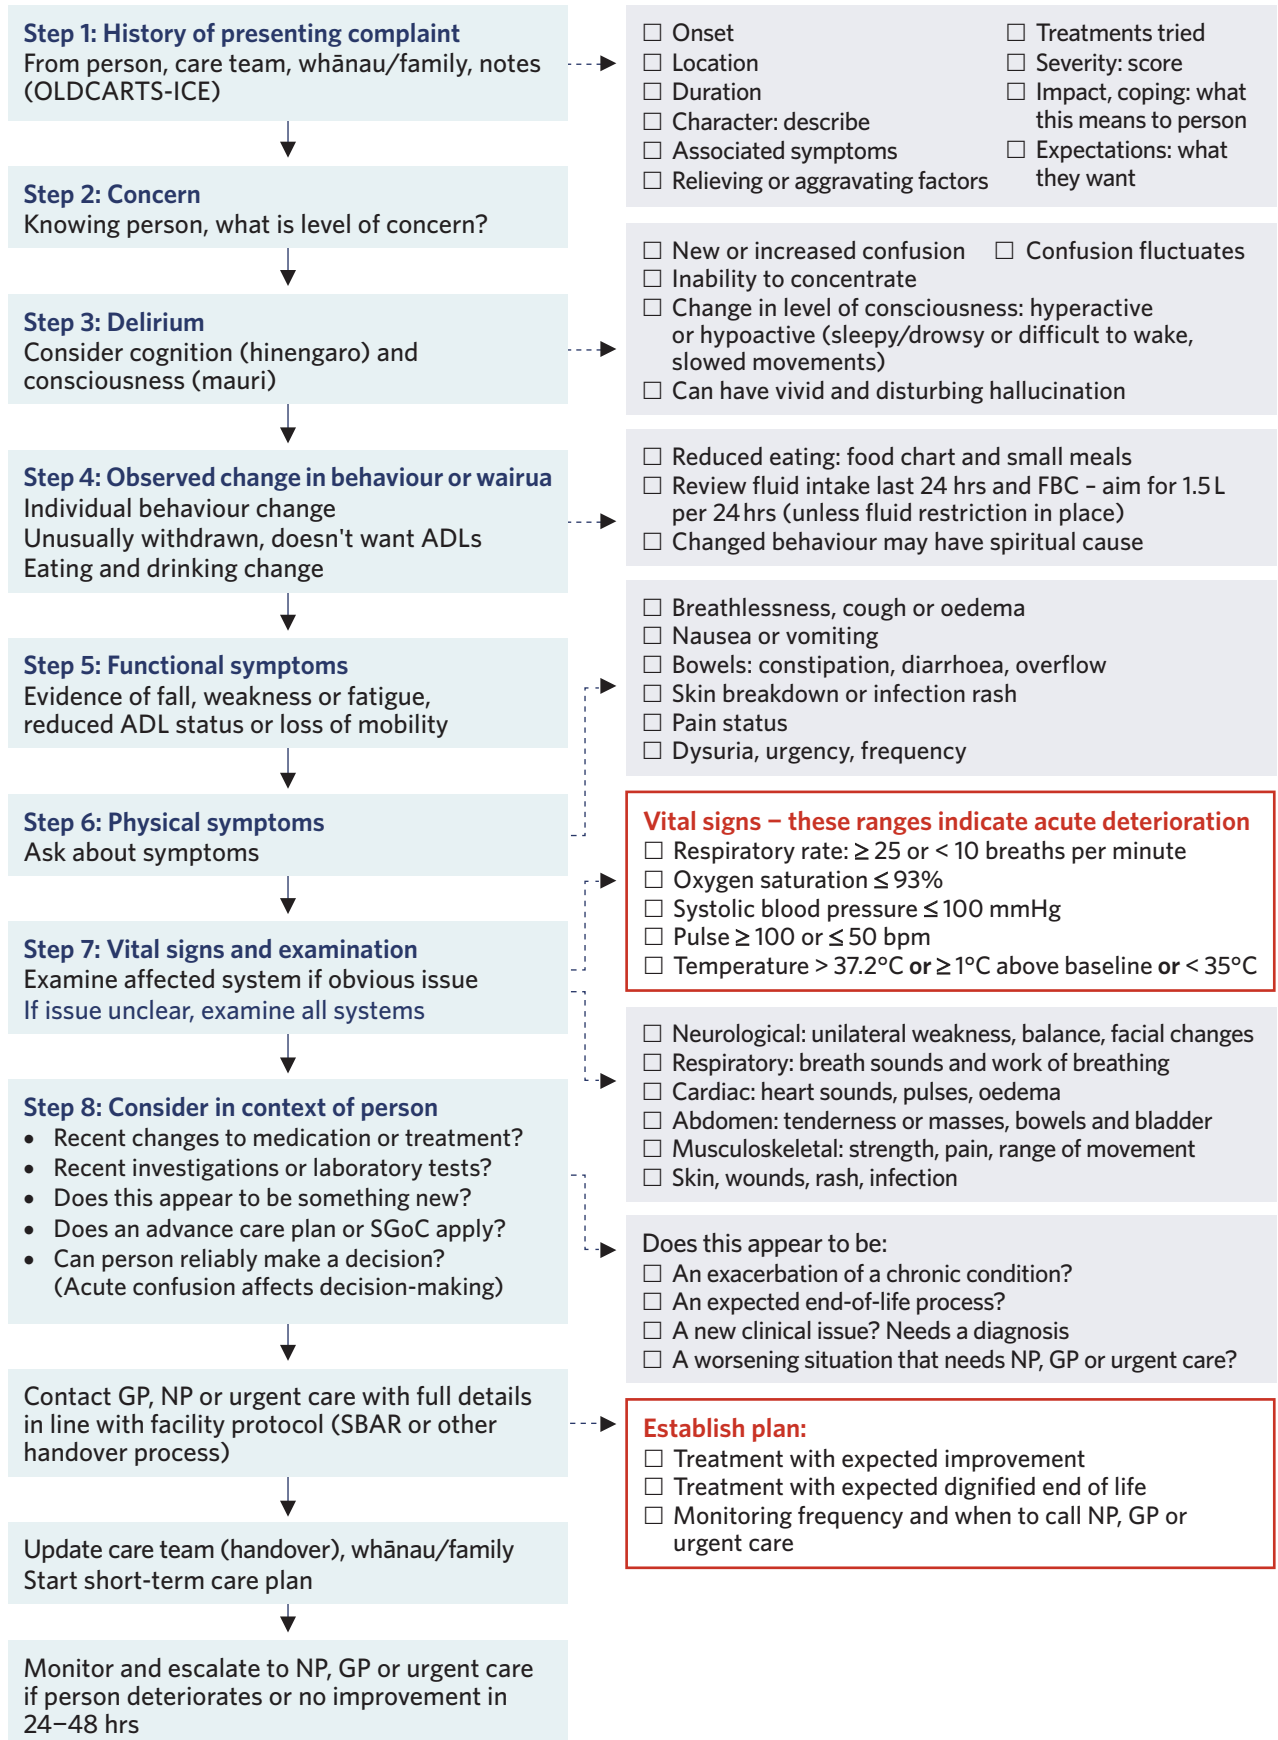 Step 1: History of presenting complaint
From person, care team, whānau/family, notes
(OLDCARTS-ICE)
☐ Onset
☐ Location
☐ Duration
☐ Character: describe
☐ Associated symptoms
☐ Relieving or aggravating factors
☐ Treatments tried
☐ Severity: score
☐ Impact, coping: what
this means to person
☐ Expectations: what
they want
Step 2: Concern
Knowing person, what is level of concern?
Step 3: Delirium
Consider cognition (hinengaro) and
consciousness (mauri)
☐ New or increased confusion ☐ Confusion fluctuates
☐ Inability to concentrate
☐ Change in level of consciousness: hyperactive
or hypoactive (sleepy/drowsy or difficult to wake,
slowed movements)
☐ Can have vivid and disturbing hallucination
Step 4: Observed change in behaviour or wairua
Individual behaviour change
Unusually withdrawn, doesn't want ADLs
Eating and drinking change
☐ Reduced eating: food chart and small meals
☐ Review fluid intake last 24 hrs and FBC – aim for 1.5 L
per 24 hrs (unless fluid restriction in place)
☐ Changed behaviour may have spiritual cause
Step 5: Functional symptoms
Evidence of fall, weakness or fatigue,
reduced ADL status or loss of mobility
Step 6: Physical symptoms
Ask about symptoms
☐ Breathlessness, cough or oedema
☐ Nausea or vomiting
☐ Bowels: constipation, diarrhoea, overflow
☐ Skin breakdown or infection rash
☐ Pain status
☐ Dysuria, urgency, frequency
Step 7: Vital signs and examination
Examine affected system if obvious issue
If issue unclear, examine all systems
Vital signs – these ranges indicate acute deterioration
☐ Respiratory rate: ≥ 25 or < 10 breaths per minute
☐ Oxygen saturation ≤ 93%
☐ Systolic blood pressure ≤ 100 mmHg
☐ Pulse ≥ 100 or ≤ 50 bpm
☐ Temperature > 37.2°C or ≥ 1°C above baseline or < 35°C
☐ Neurological: unilateral weakness, balance, facial changes
☐ Respiratory: breath sounds and work of breathing
☐ Cardiac: heart sounds, pulses, oedema
☐ Abdomen: tenderness or masses, bowels and bladder
☐ Musculoskeletal: strength, pain, range of movement
☐ Skin, wounds, rash, infection
Step 8: Consider in context of person
• Recent changes to medication or treatment?
• Recent investigations or laboratory tests?
• Does this appear to be something new?
• Does an advance care plan or SGoC apply?
• Can person reliably make a decision?
(Acute confusion affects decision-making)
Does this appear to be:
☐ An exacerbation of a chronic condition?
☐ An expected end-of-life process?
☐ A new clinical issue? Needs a diagnosis
☐ A worsening situation that needs NP, GP or urgent care?
Contact GP, NP or urgent care with full details
in line with facility protocol (SBAR or other
handover process)
Establish plan:
☐ Treatment with expected improvement
☐ Treatment with expected dignified end of life
☐ Monitoring frequency and when to call NP, GP or
urgent care
Update care team (handover), whānau/family
Start short-term care plan
Monitor and escalate to NP, GP or urgent care
if person deteriorates or no improvement in
24–48 hrs